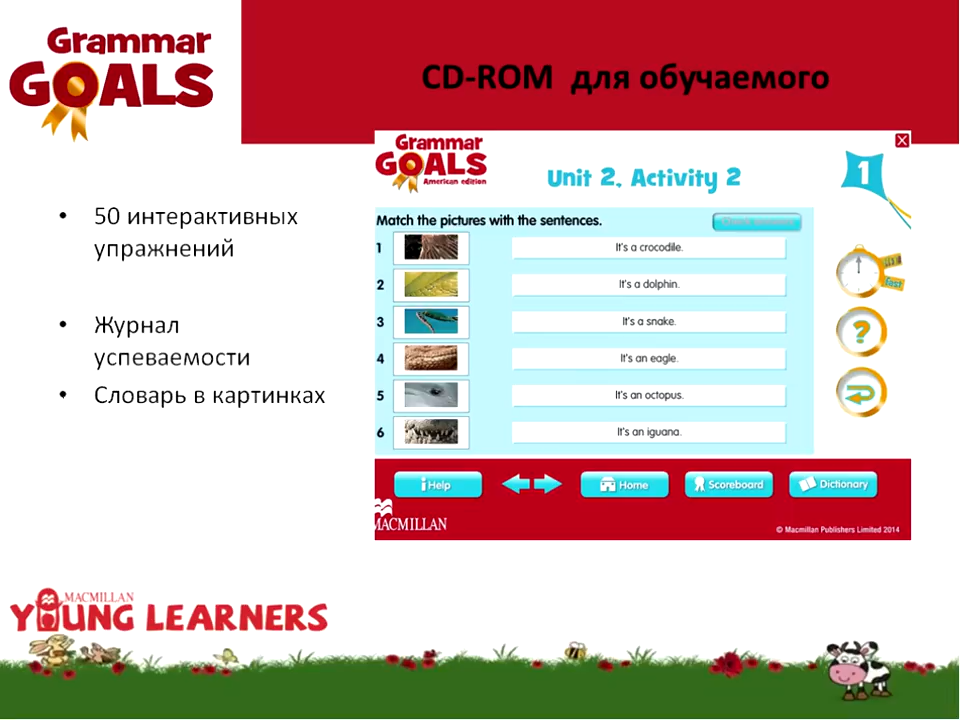 Grammar
GOALS
CD-ROM для обучаемого
• 50 интерактивных
упражнений
• Журнал
успеваемости
• Словарь в картинках
Grammar
GOALS
American edition
Unit 2, Activity 2
1
Match the pictures with the sentences.
1 It's a crocodile.
2 It's a dolphin.
3 It's a snake.
4 It's an eagle.
5 It's an octopus.
6 It's an iguana.
fast
?
i Help
Home
Scoreboard
Dictionary
MACMILLAN
© Macmillan Publishers Limited 2014
MACMILLAN
YOUNG LEARNERS